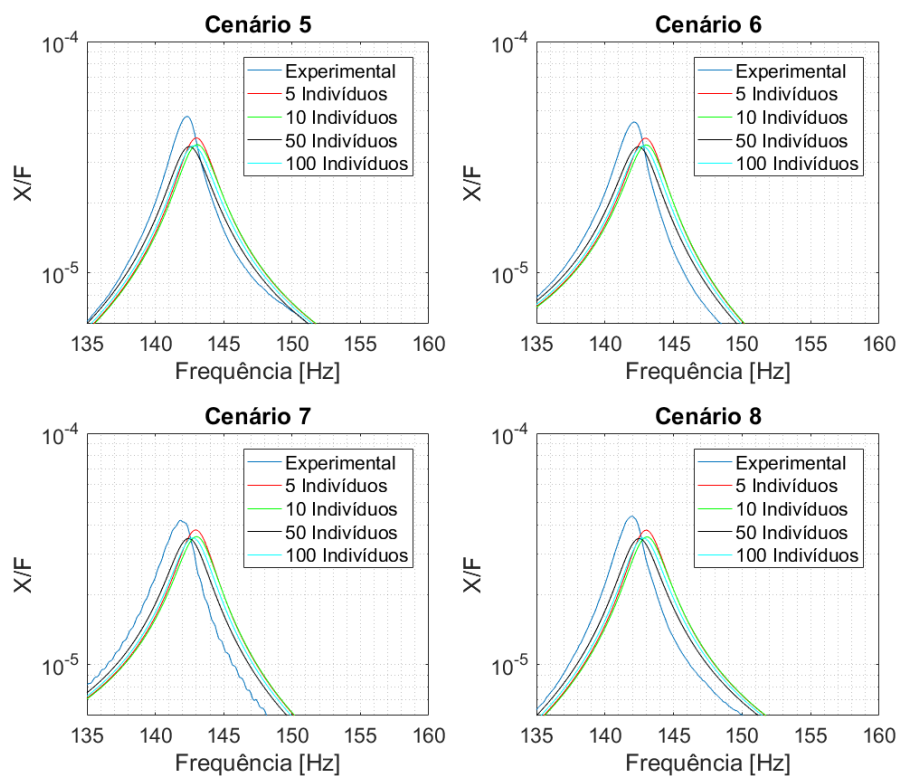 Cenário 5
10-4
10-5
X/F
Experimental
5 Indivíduos
10 Indivíduos
50 Indivíduos
100 Indivíduos
135 140 145 150 155 160
Frequência [Hz]
Cenário 6
10-4
10-5
X/F
Experimental
5 Indivíduos
10 Indivíduos
50 Indivíduos
100 Indivíduos
135 140 145 150 155 160
Frequência [Hz]
Cenário 7
10-4
10-5
X/F
Experimental
5 Indivíduos
10 Indivíduos
50 Indivíduos
100 Indivíduos
135 140 145 150 155 160
Frequência [Hz]
Cenário 8
10-4
10-5
X/F
Experimental
5 Indivíduos
10 Indivíduos
50 Indivíduos
100 Indivíduos
135 140 145 150 155 160
Frequência [Hz]